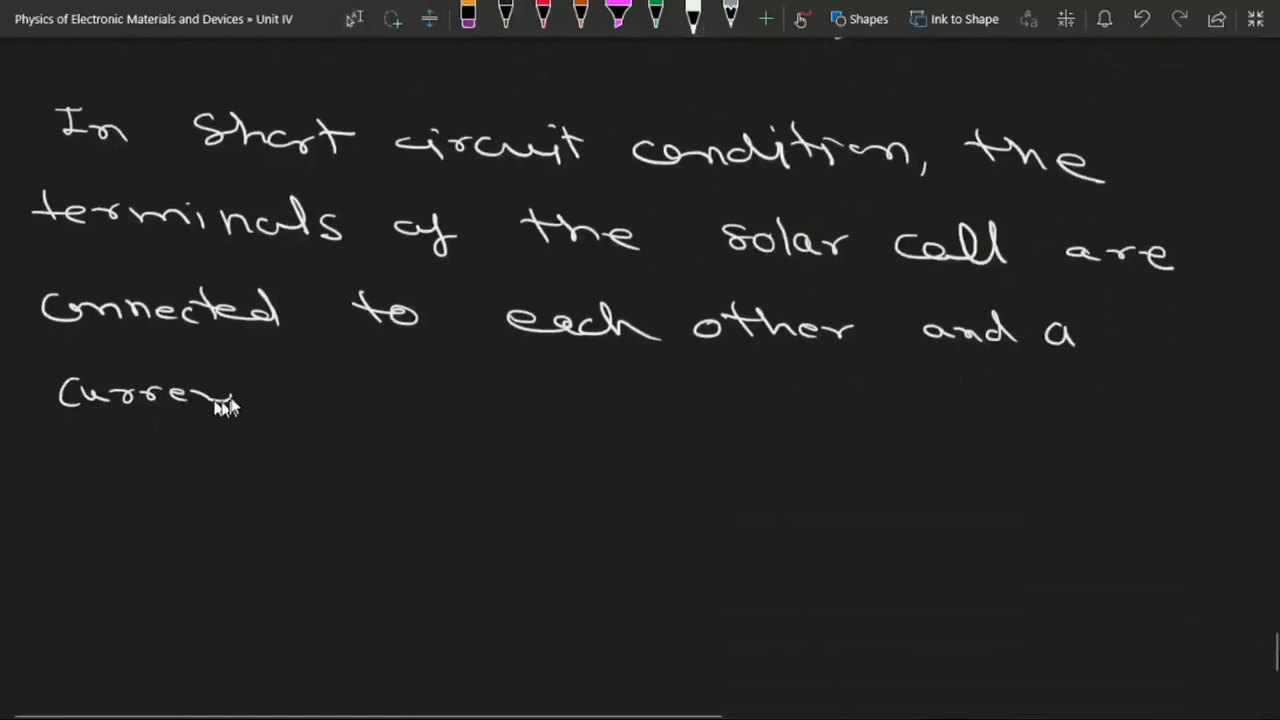 Physics of Electronic Materials and Devices » Unit IV
Shapes
Ink to Shape
In short circuit condition, the
terminals of the solar cell are
connected to each other and a
curren